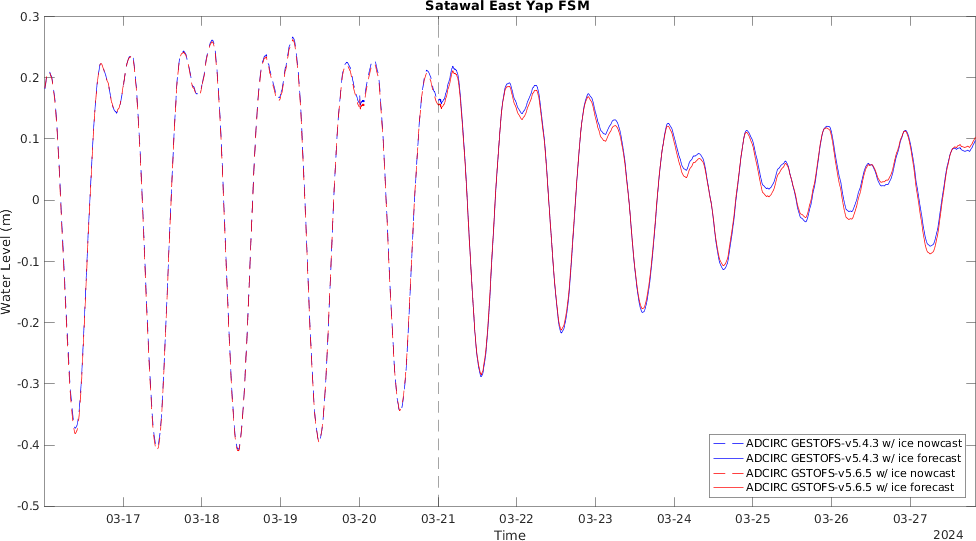 Satawal East Yap FSM
0.3
0.2
0.1
0
-0.1
-0.2
-0.3
-0.4
-0.5
Water Level (m)
ADCIRC GESTOFS-v5.4.3 w/ ice nowcast
ADCIRC GESTOFS-v5.4.3 w/ ice forecast
ADCIRC GSTOFS-v5.6.5 w/ ice nowcast
ADCIRC GSTOFS-v5.6.5 w/ ice forecast
03-17 03-18 03-19 03-20 03-21 03-22 03-23 03-24 03-25 03-26 03-27
Time
2024